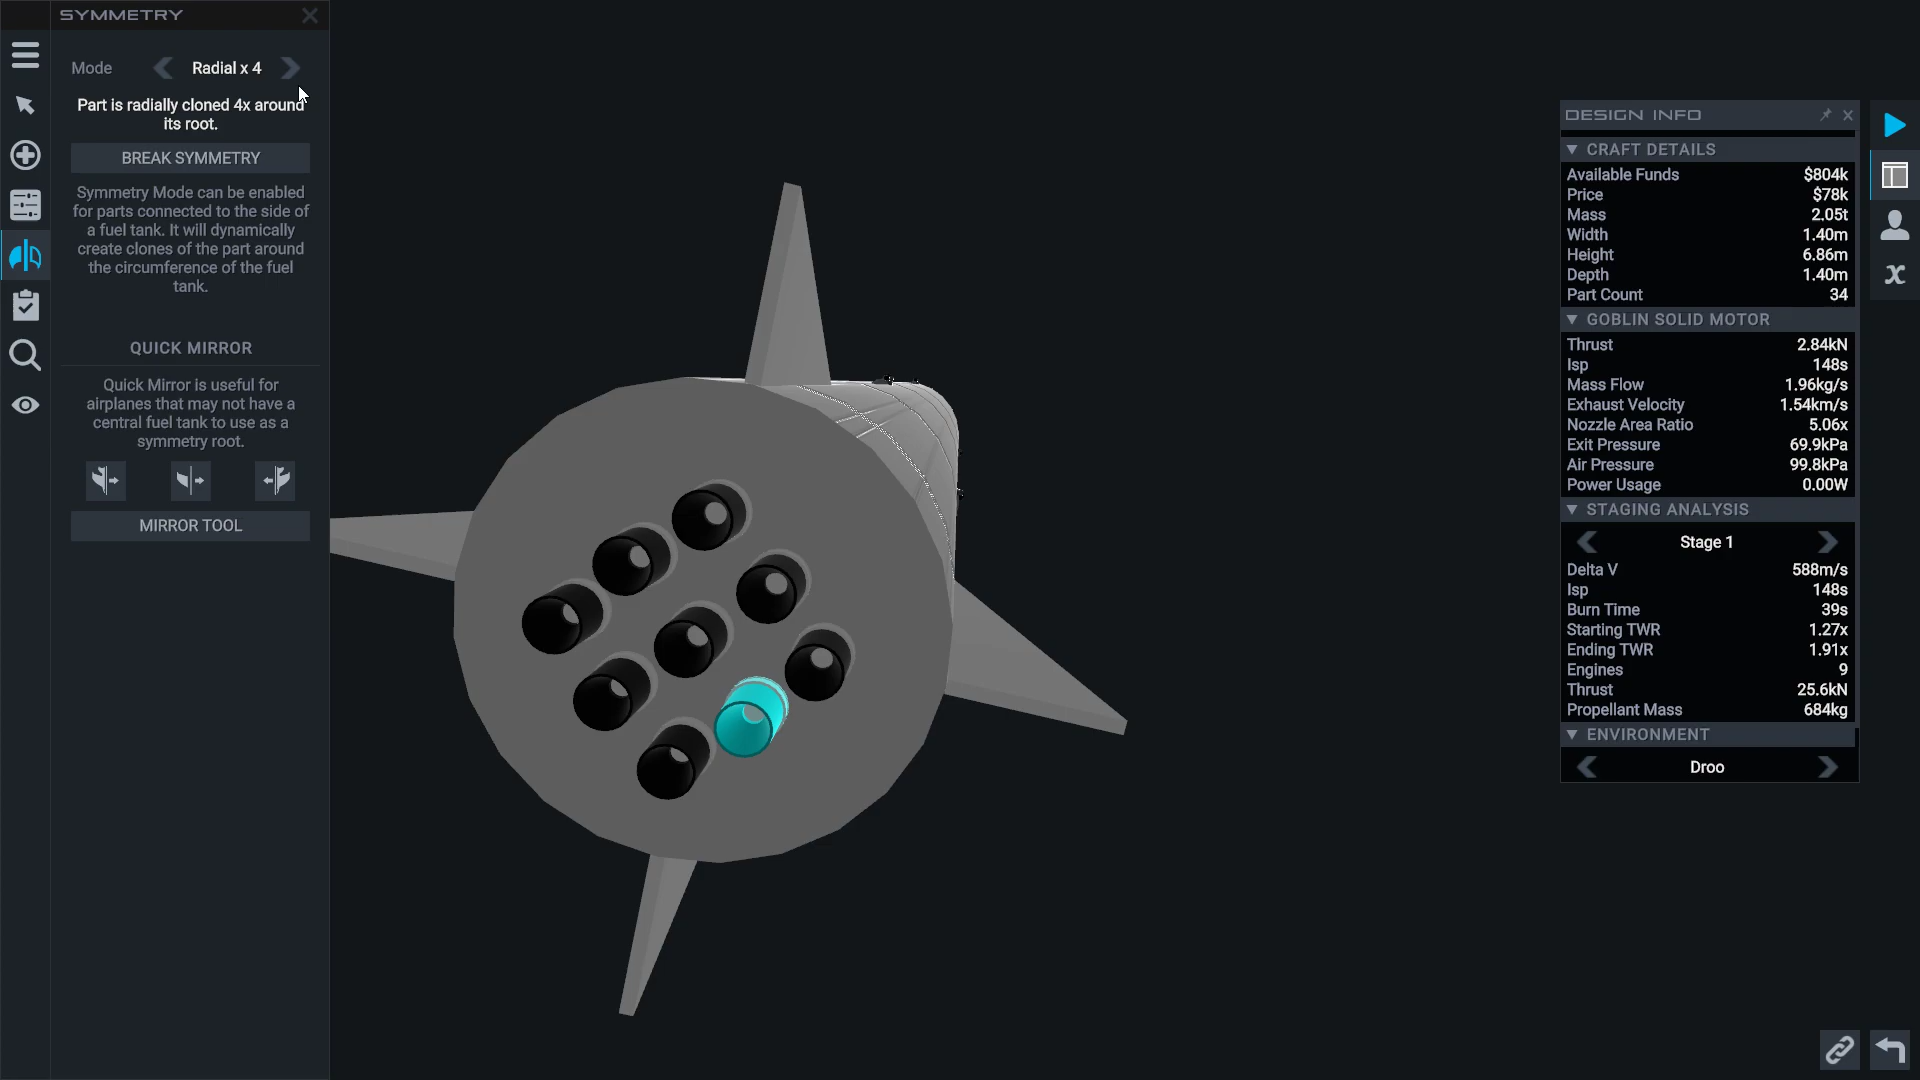 SYMMETRY
Mode
Radial x 4
Part is radially cloned 4x around
its root.
BREAK SYMMETRY
Symmetry Mode can be enabled
for parts connected to the side of
a fuel tank. It will dynamically
create clones of the part around
the circumference of the fuel
tank.
QUICK MIRROR
Quick Mirror is useful for
airplanes that may not have a
central fuel tank to use as a
symmetry root.
MIRROR TOOL
DESIGN INFO
CRAFT DETAILS
Available Funds $804k
Price $78k
Mass 2.05t
Width 1.40m
Height 6.86m
Depth 1.40m
Part Count 34
GOBLIN SOLID MOTOR
Thrust 2.84kN
Isp 148s
Mass Flow 1.96kg/s
Exhaust Velocity 1.54km/s
Nozzle Area Ratio 5.06x
Exit Pressure 69.9kPa
Air Pressure 99.8kPa
Power Usage 0.00W
STAGING ANALYSIS
Stage 1
Delta V 588m/s
Isp 148s
Burn Time 39s
Starting TWR 1.27x
Ending TWR 1.91x
Engines 9
Thrust 25.6kN
Propellant Mass 684kg
ENVIRONMENT
Droo
x